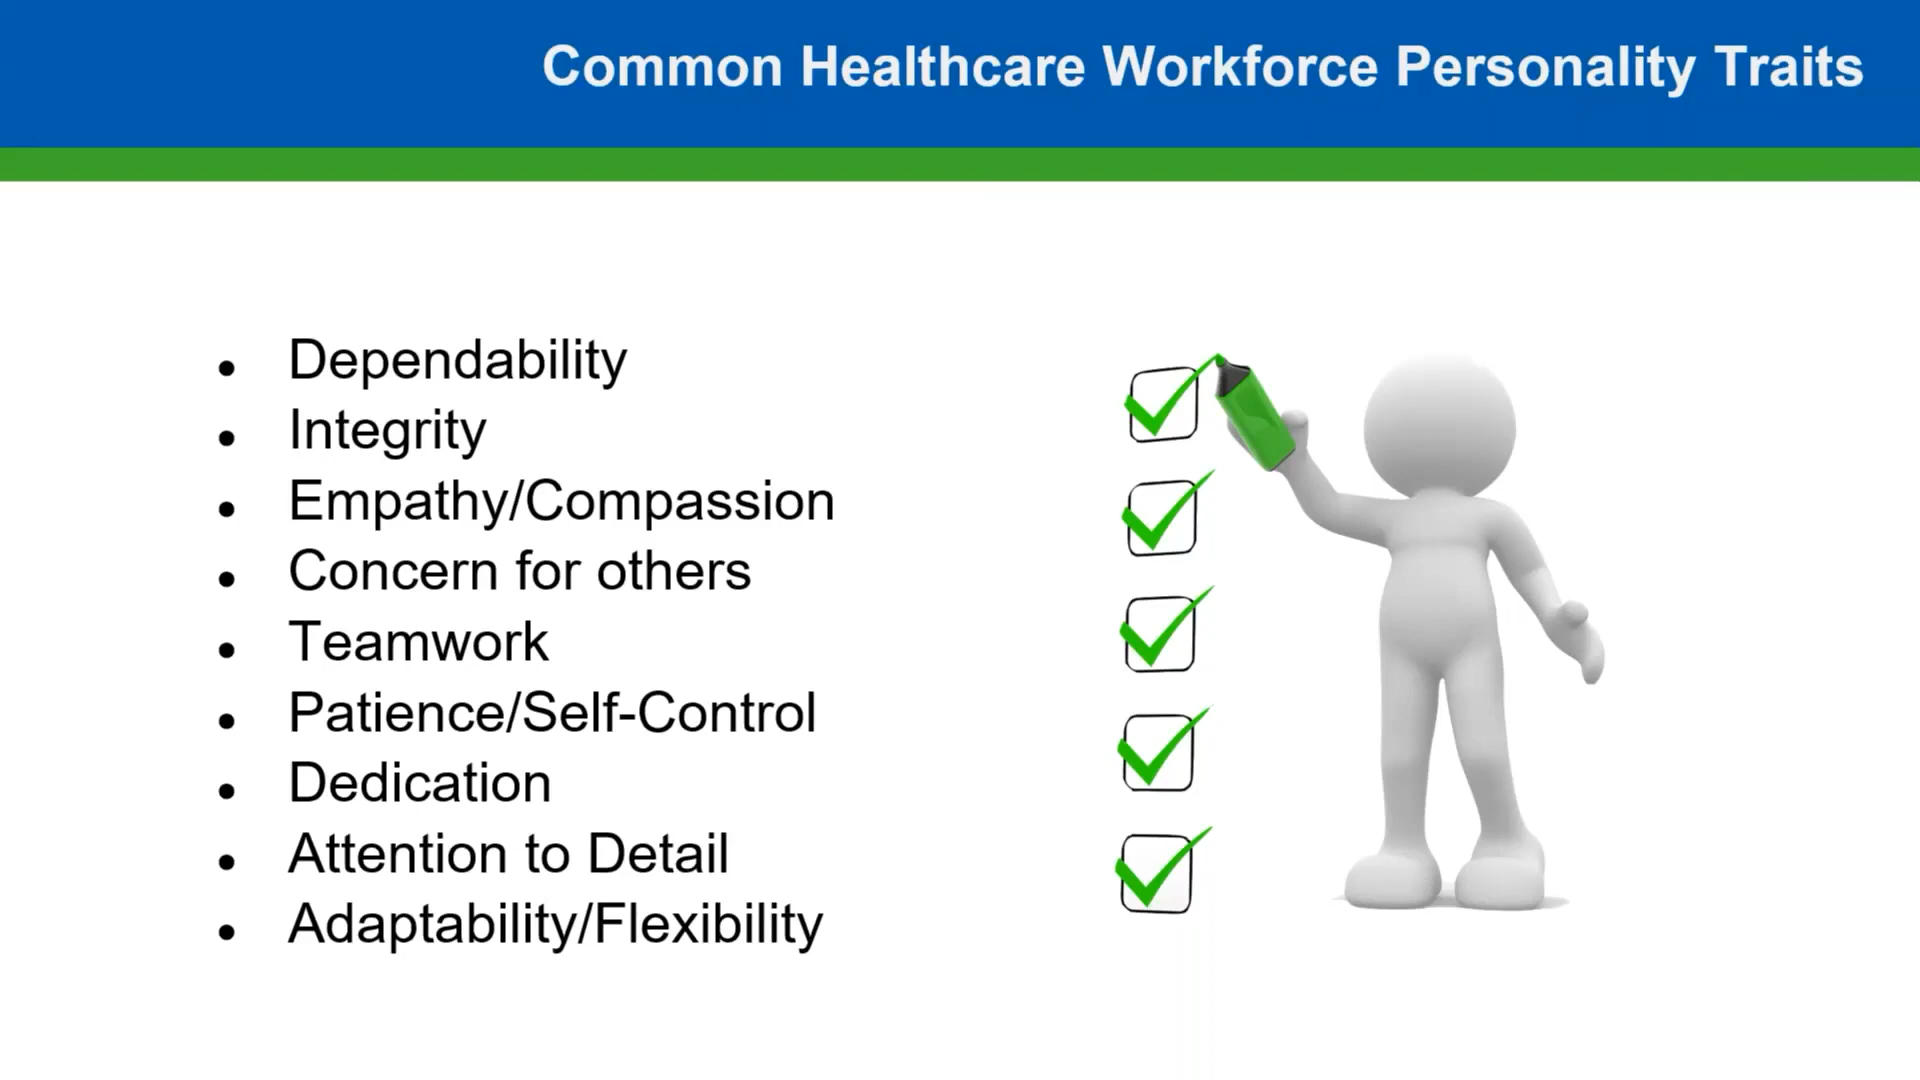 Common Healthcare Workforce Personality Traits
• Dependability
• Integrity
• Empathy/Compassion
• Concern for others
• Teamwork
• Patience/Self-Control
• Dedication
• Attention to Detail
• Adaptability/Flexibility